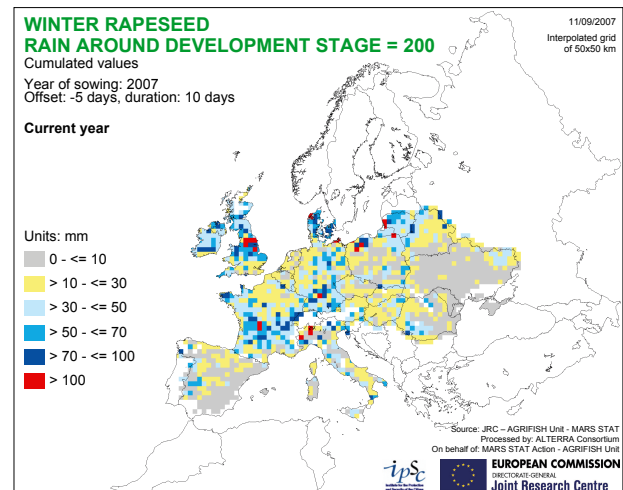 WINTER RAPESEED
RAIN AROUND DEVELOPMENT STAGE = 200
Cumulated values
Year of sowing: 2007
Offset: -5 days, duration: 10 days
Current year
11/09/2007
Interpolated grid
of 50x50 km
Units: mm
0 - <= 10
> 10 - <= 30
> 30 - <= 50
> 50 - <= 70
> 70 - <= 100
> 100
Source: JRC – AGRIFISH Unit - MARS STAT
Processed by: ALTERRA Consortium
On behalf of: MARS STAT Action - AGRIFISH Unit
ipsc
EUROPEAN COMMISSION
DIRECTORATE-GENERAL
Joint Research Centre